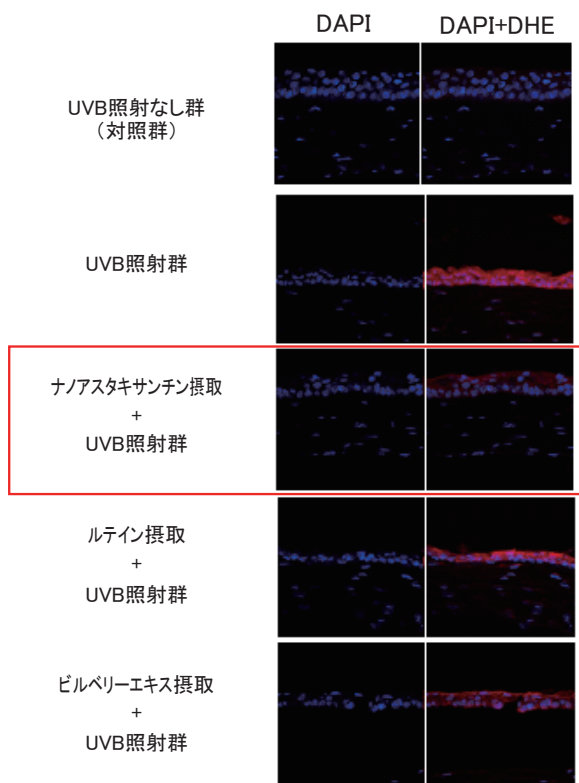 DAPI
DAPI+DHE
UVB照射なし群
（対照群）
UVB照射群
ナノアスタキサンチン摂取
+
UVB照射群
ルテイン摂取
+
UVB照射群
ビルベリーエキス摂取
+
UVB照射群